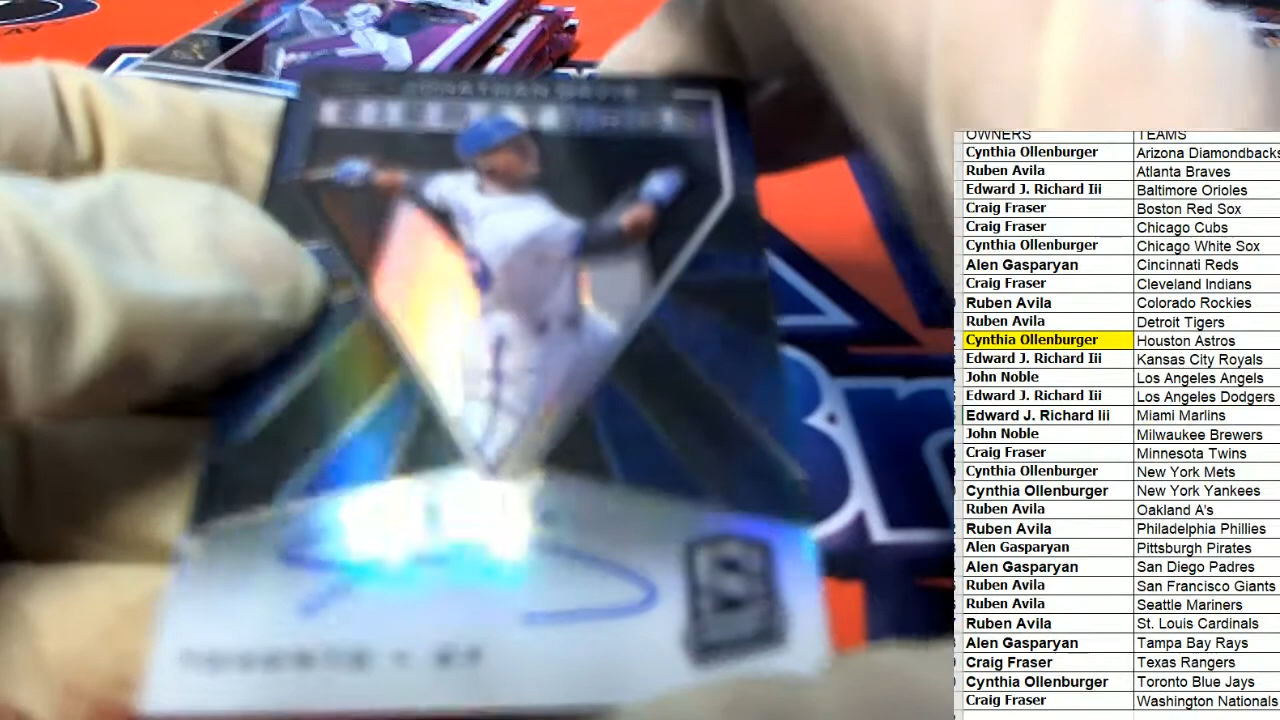 JONATHAN DAVIS
TORONTO - OF
OWNERS TEAMS
Cynthia Ollenburger Arizona Diamondbacks
Ruben Avila Atlanta Braves
Edward J. Richard Iii Baltimore Orioles
Craig Fraser Boston Red Sox
Craig Fraser Chicago Cubs
Cynthia Ollenburger Chicago White Sox
Alen Gasparyan Cincinnati Reds
Craig Fraser Cleveland Indians
Ruben Avila Colorado Rockies
Ruben Avila Detroit Tigers
Cynthia Ollenburger Houston Astros
Edward J. Richard Iii Kansas City Royals
John Noble Los Angeles Angels
Edward J. Richard Iii Los Angeles Dodgers
Edward J. Richard Iii Miami Marlins
John Noble Milwaukee Brewers
Craig Fraser Minnesota Twins
Cynthia Ollenburger New York Mets
Cynthia Ollenburger New York Yankees
Ruben Avila Oakland A's
Ruben Avila Philadelphia Phillies
Alen Gasparyan Pittsburgh Pirates
Alen Gasparyan San Diego Padres
Ruben Avila San Francisco Giants
Ruben Avila Seattle Mariners
Ruben Avila St. Louis Cardinals
Alen Gasparyan Tampa Bay Rays
Craig Fraser Texas Rangers
Cynthia Ollenburger Toronto Blue Jays
Craig Fraser Washington Nationals